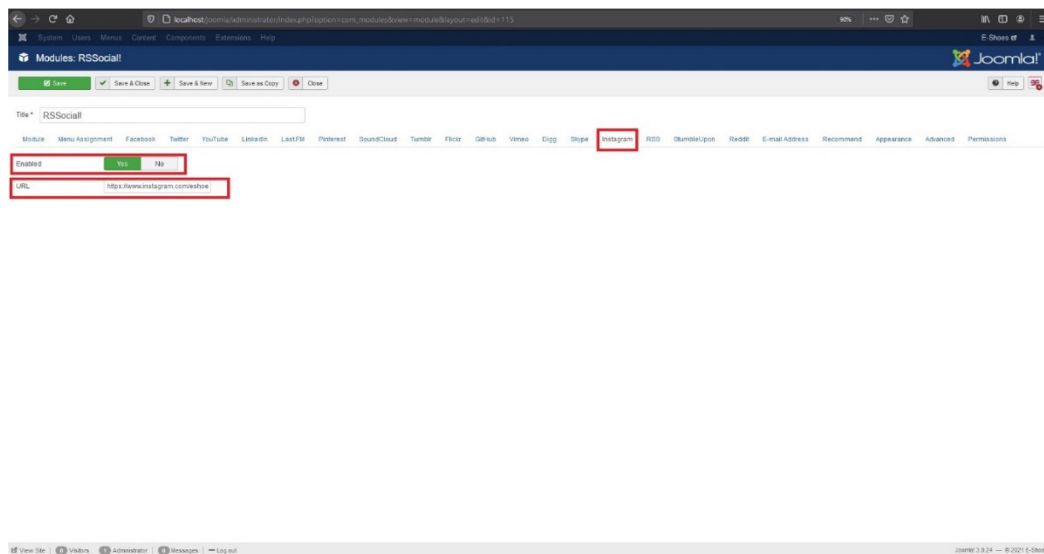 localhost/joomla/administrator/index.php?option=com_modules&view=module&layout=edit&id=115
90%
System Users Menus Content Components Extensions Help
E-Shoes
Modules: RSSocial!
Joomla!
Save
Save & Close
Save & New
Save as Copy
Close
Help
Title *
RSSocial!
Module Menu Assignment Facebook Twitter YouTube LinkedIn Last.FM Pinterest SoundCloud Tumblr Flickr GitHub Vimeo Digg Skype Instagram RSS StumbleUpon Reddit E-mail Address Recommend Appearance Advanced Permissions
Enabled Yes No
URL https://www.instagram.com/eshoe
View Site 0 Visitors 1 Administrator 0 Messages Log out
Joomla! 3.9.24 — © 2021 E-Shoes